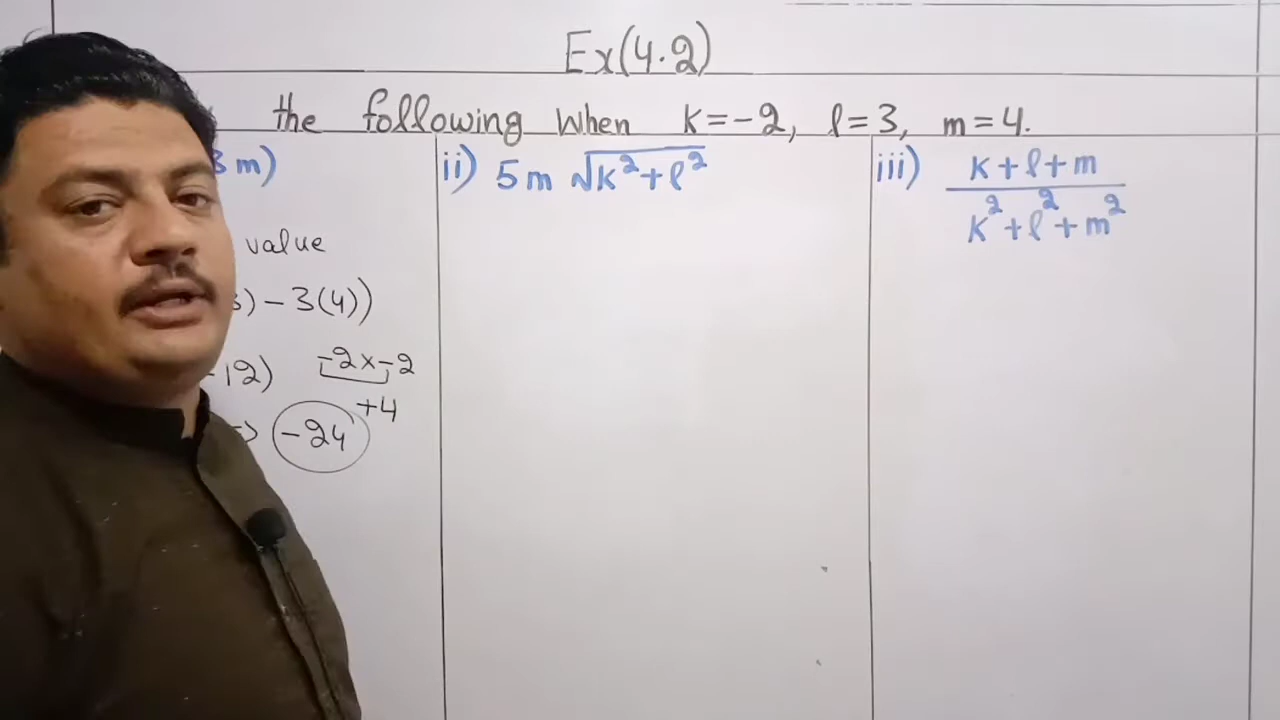 Ex(4.2)
the following when k=-2, ℓ=3, m=4.
3m)
value
3) - 3(4))
-12)
-2×-2
+4
-> -24
ii) 5m √k²+ℓ²
iii) k+ℓ+m
k²+ℓ²+m²